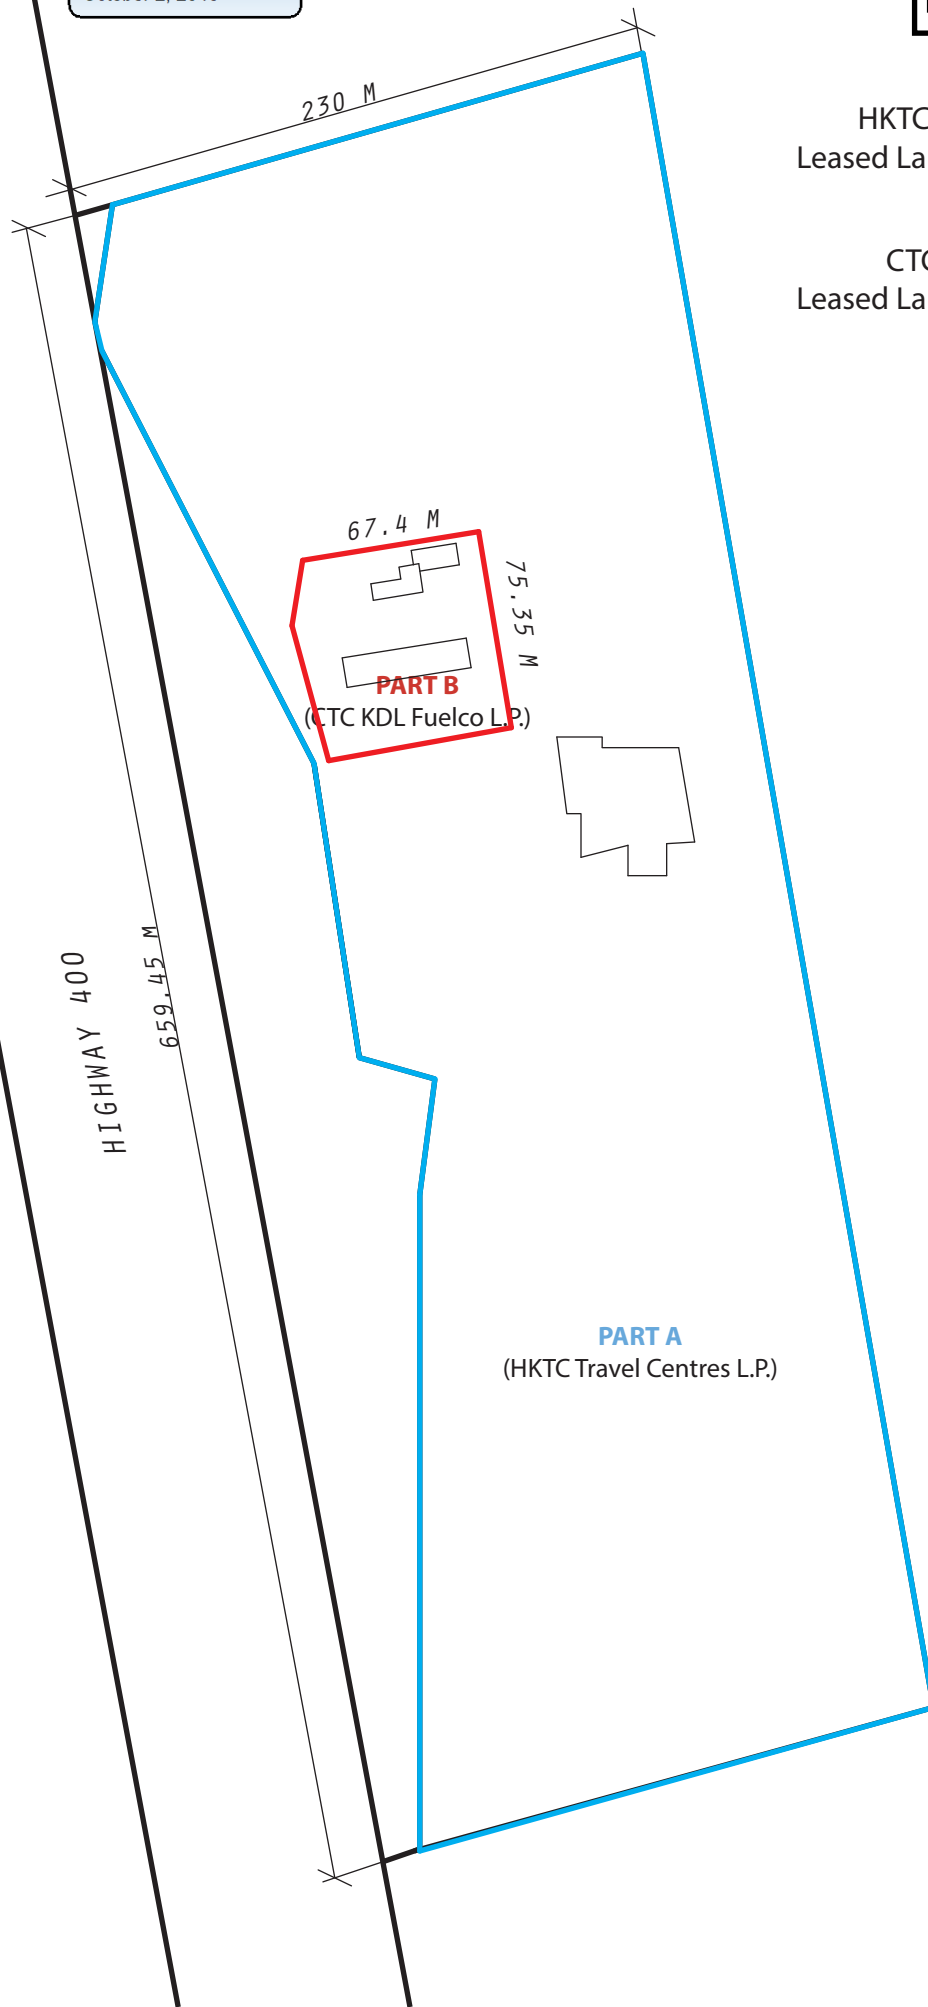 230 M
HKTC
Leased La
CTC
Leased La
67.4 M
75.35 M
PART B
(CTC KDL Fuelco L.P.)
HIGHWAY 400
659.45 M
PART A
(HKTC Travel Centres L.P.)